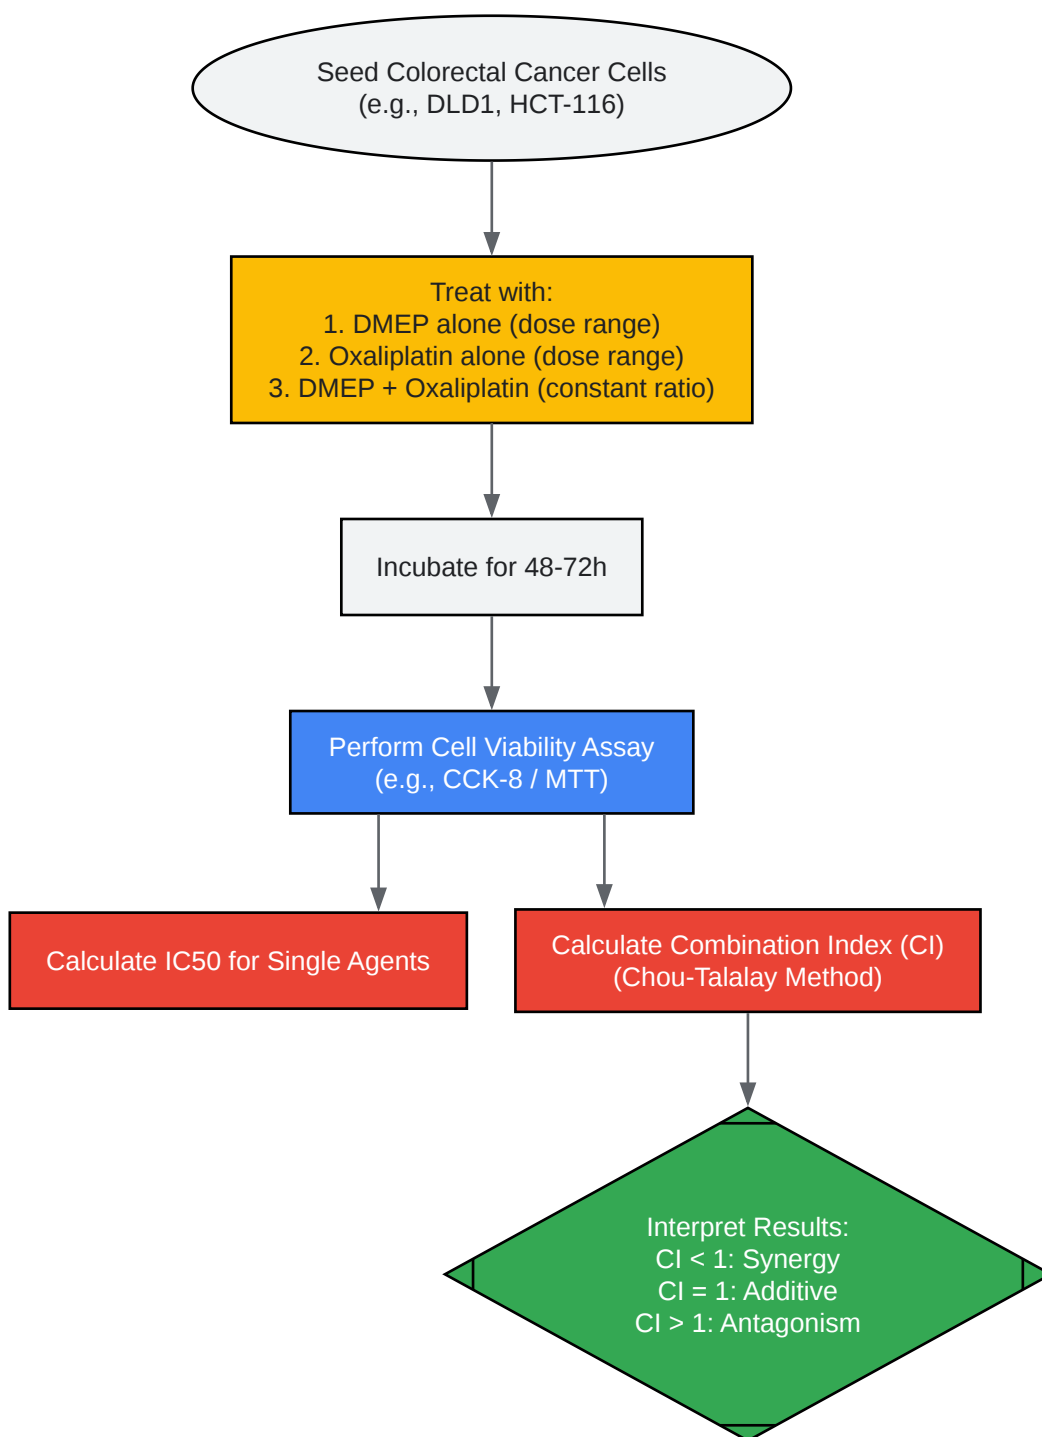 Seed Colorectal Cancer Cells
(e.g., DLD1, HCT-116)
Treat with:
1. DMEP alone (dose range)
2. Oxaliplatin alone (dose range)
3. DMEP + Oxaliplatin (constant ratio)
Incubate for 48-72h
Perform Cell Viability Assay
(e.g., CCK-8 / MTT)
Calculate IC50 for Single Agents
Calculate Combination Index (CI)
(Chou-Talalay Method)
Interpret Results:
CI < 1: Synergy
CI = 1: Additive
CI > 1: Antagonism